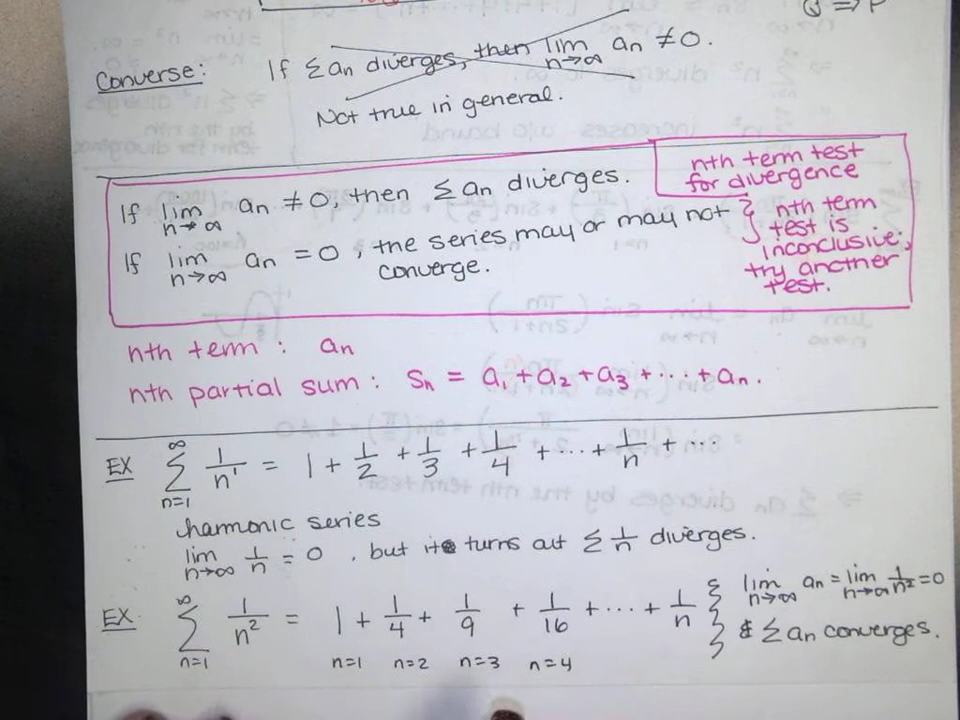 Q ⇒ P
Converse: If Σan diverges, then lim n→∞ an ≠ 0.
Not true in general.
nth term test for divergence
If lim n→∞ an ≠ 0, then Σan diverges.
If lim n→∞ an = 0, the series may or may not converge.
} nth term test is inconclusive, try another test.
nth term : an
nth partial sum : Sn = a1 + a2 + a3 + ... + an.
EX ∞ Σ n=1 1/n¹ = 1 + 1/2 + 1/3 + 1/4 + ... + 1/n + ...
harmonic series
lim n→∞ 1/n = 0 , but it turns out Σ 1/n diverges.
EX ∞ Σ n=1 1/n² = 1 + 1/4 + 1/9 + 1/16 + ... + 1/n } lim n→∞ an = lim n→∞ 1/n² = 0
& Σ an converges.
n=1 n=2 n=3 n=4